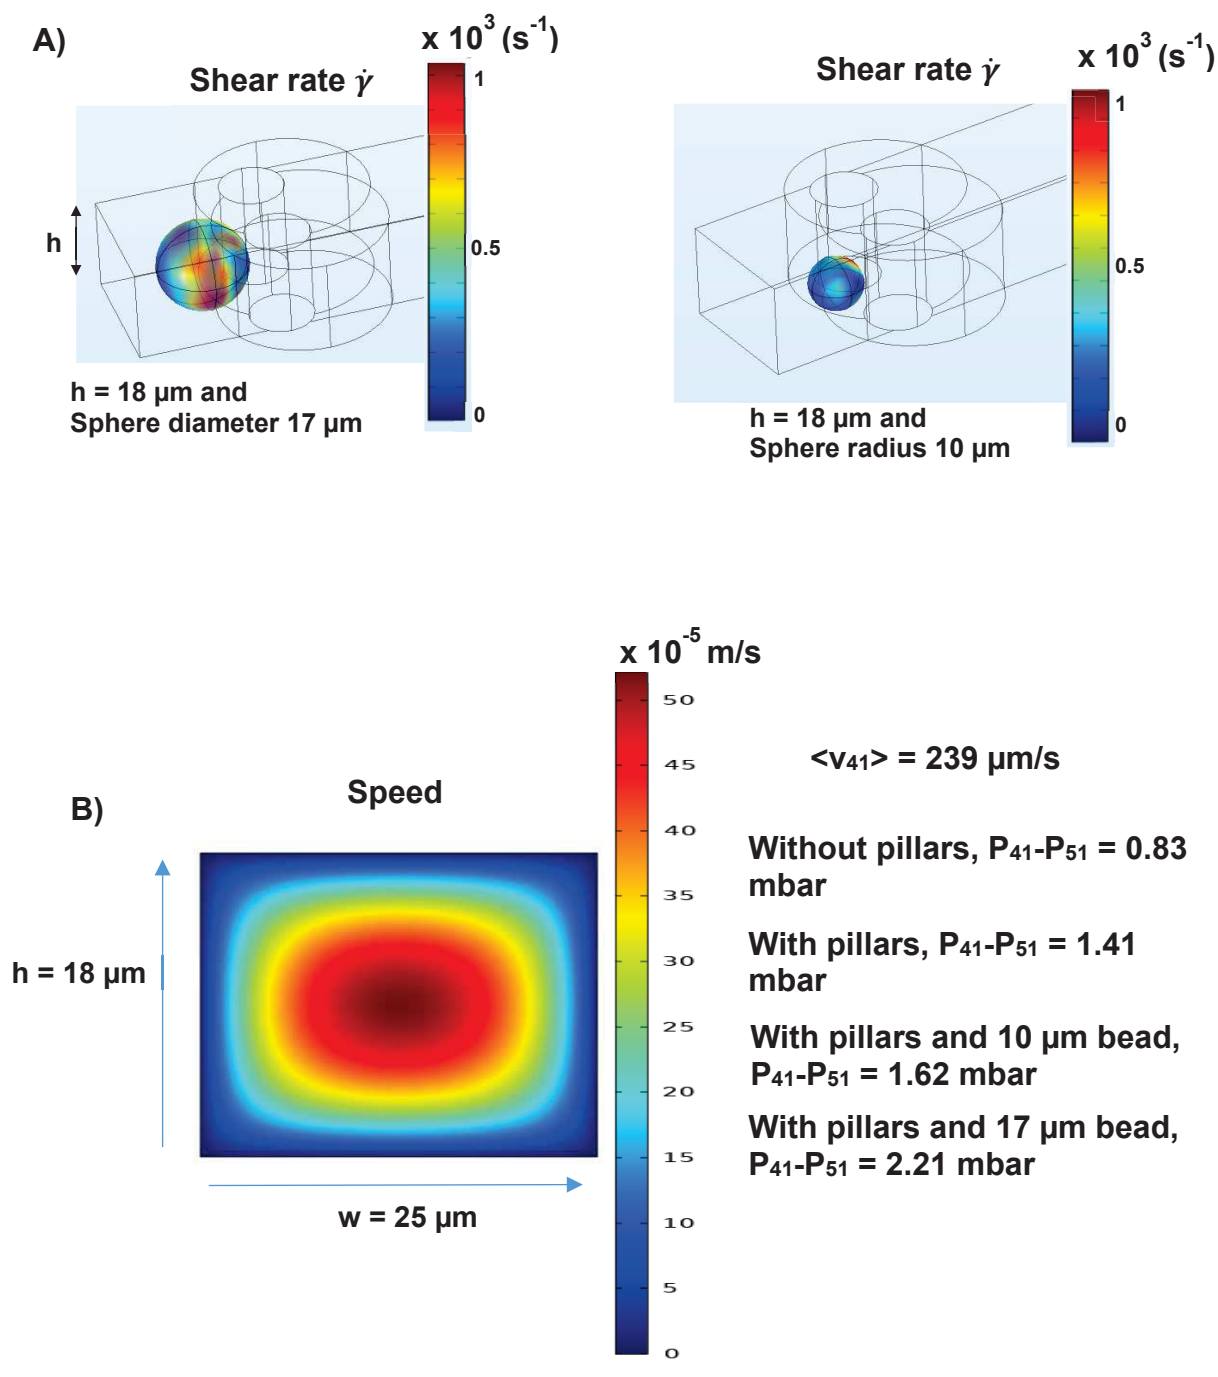 A)
x 10³ (s⁻¹)
Shear rate γ̇
1
0.5
0
h
h = 18 µm and
Sphere diameter 17 µm
x 10³ (s⁻¹)
Shear rate γ̇
1
0.5
0
h = 18 µm and
Sphere radius 10 µm
B)
Speed
h = 18 µm
w = 25 µm
x 10⁻⁵ m/s
50
45
40
35
30
25
20
15
10
5
0
<v₄₁> = 239 µm/s
Without pillars, P₄₁-P₅₁ = 0.83
mbar
With pillars, P₄₁-P₅₁ = 1.41
mbar
With pillars and 10 µm bead,
P₄₁-P₅₁ = 1.62 mbar
With pillars and 17 µm bead,
P₄₁-P₅₁ = 2.21 mbar